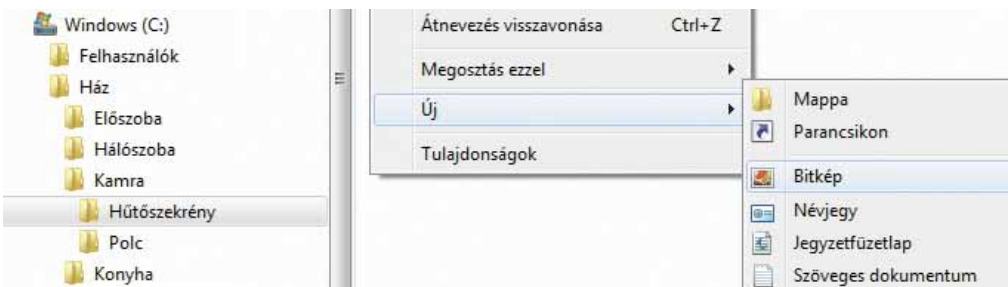 Windows (C:)
Felhasználók
Ház
Előszoba
Hálószoba
Kamra
Hűtőszekrény
Polc
Konyha
Átnevezés visszavonása Ctrl+Z
Megosztás ezzel
Új
Tulajdonságok
Mappa
Parancsikon
Bitkép
Névjegy
Jegyzetfüzetlap
Szöveges dokumentum